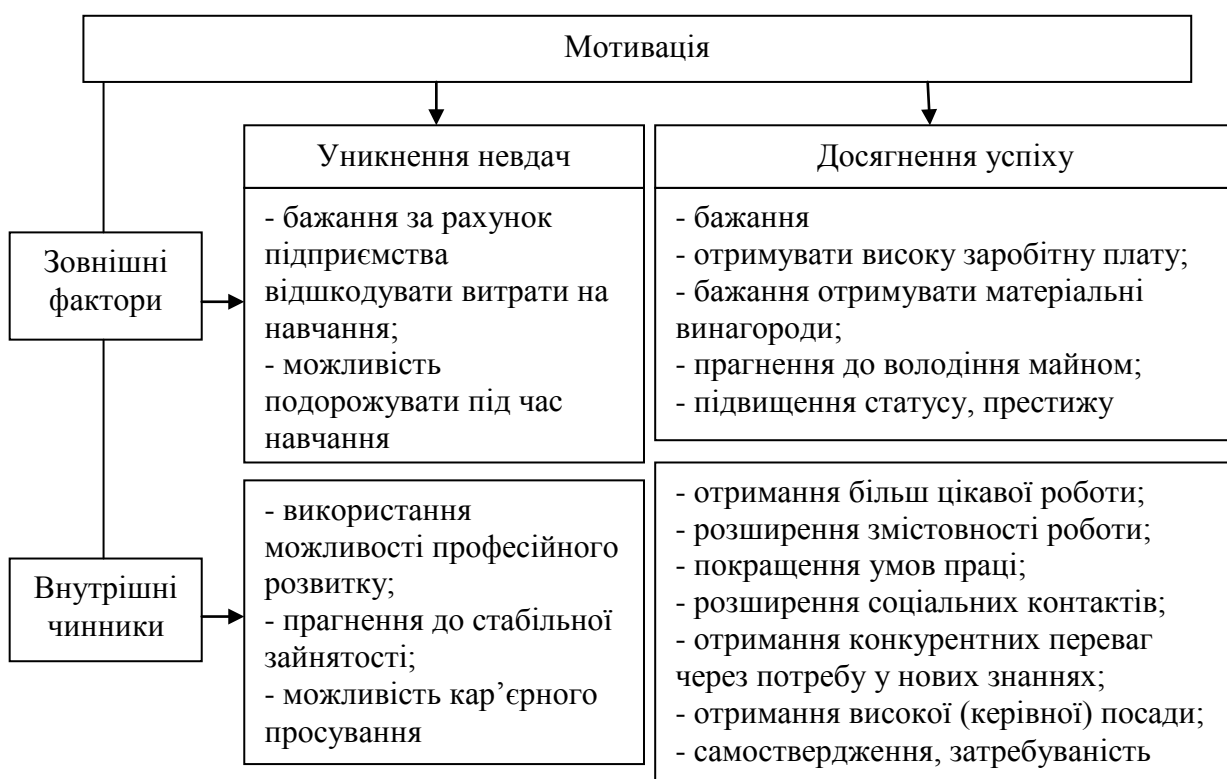 Мотивація
Уникнення невдач
Досягнення успіху
Зовнішні
фактори
- бажання за рахунок
підприємства
відшкодувати витрати на
навчання;
- можливість
подорожувати під час
навчання
- бажання
- отримувати високу заробітну плату;
- бажання отримувати матеріальні
винагороди;
- прагнення до володіння майном;
- підвищення статусу, престижу
Внутрішні
чинники
- використання
можливості професійного
розвитку;
- прагнення до стабільної
зайнятості;
- можливість кар’єрного
просування
- отримання більш цікавої роботи;
- розширення змістовності роботи;
- покращення умов праці;
- розширення соціальних контактів;
- отримання конкурентних переваг
через потребу у нових знаннях;
- отримання високої (керівної) посади;
- самоствердження, затребуваність